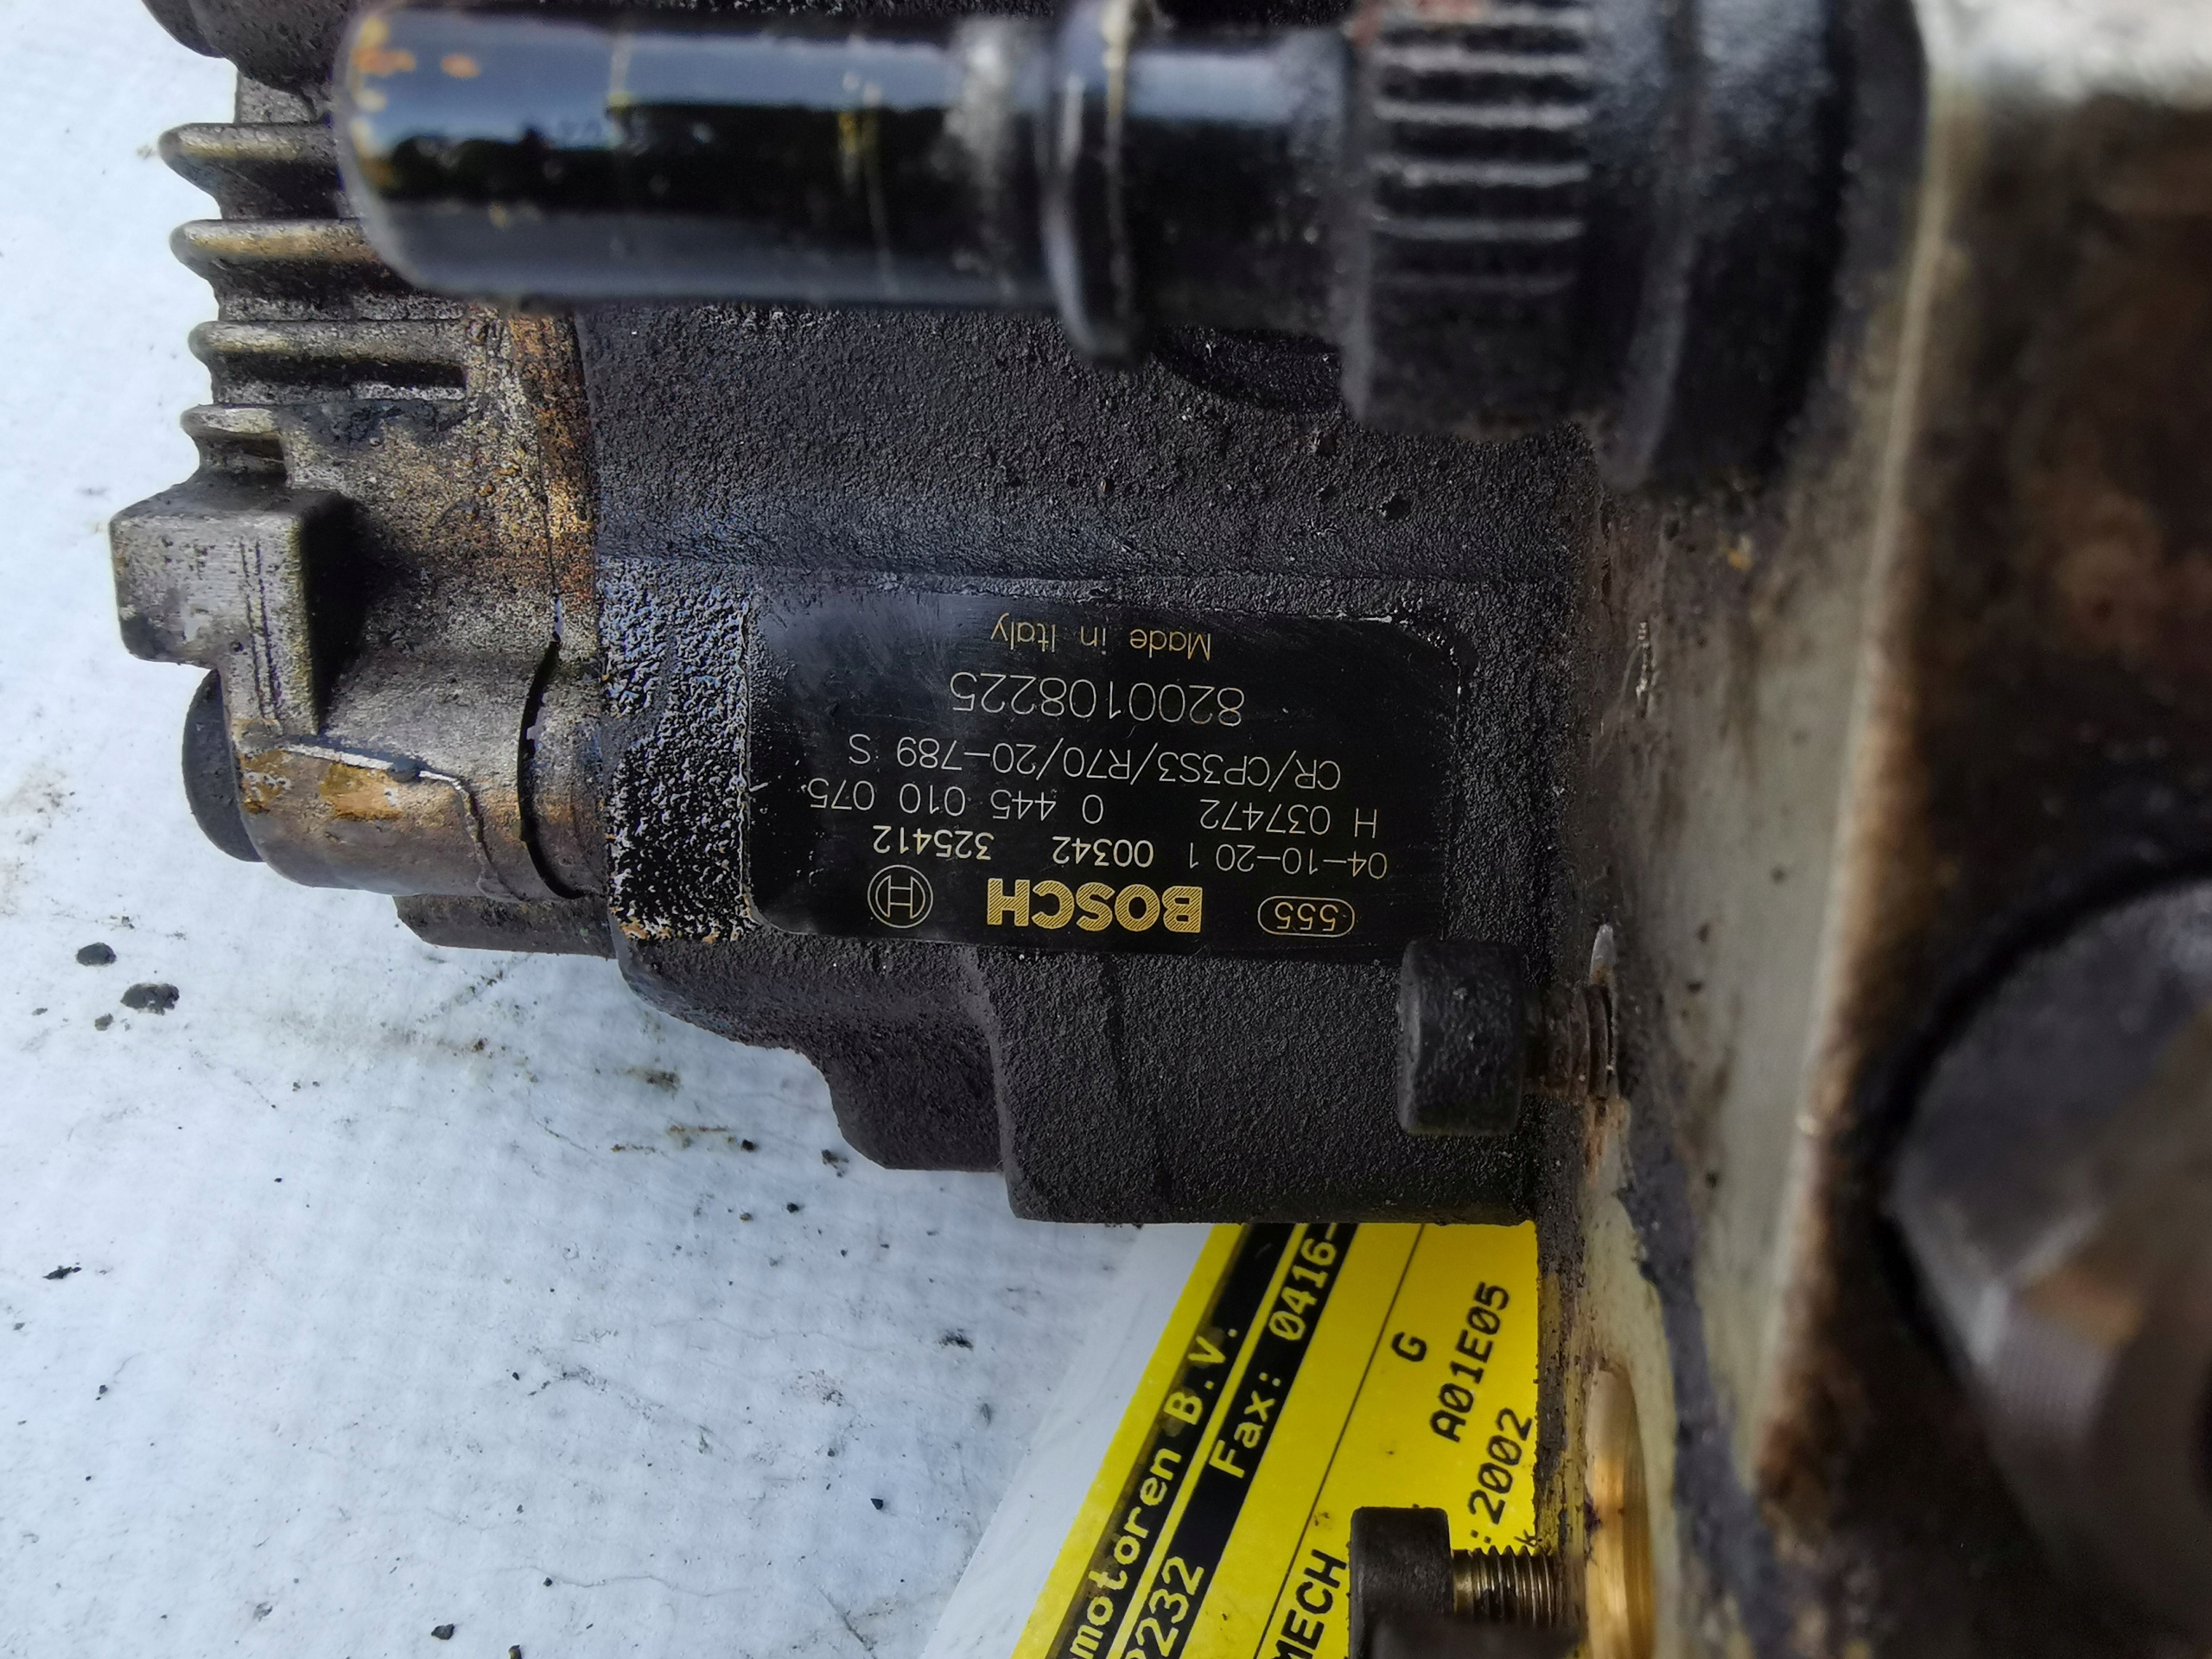 555 BOSCH
04-10-20 1 00342 325412
H 037472 0 445 010 075
CR/CP3S3/R70/20-789 S
8200108225
Made in Italy
motoren B.V.
2232 Fax: 0416-
MECH G
:2002 A01E05